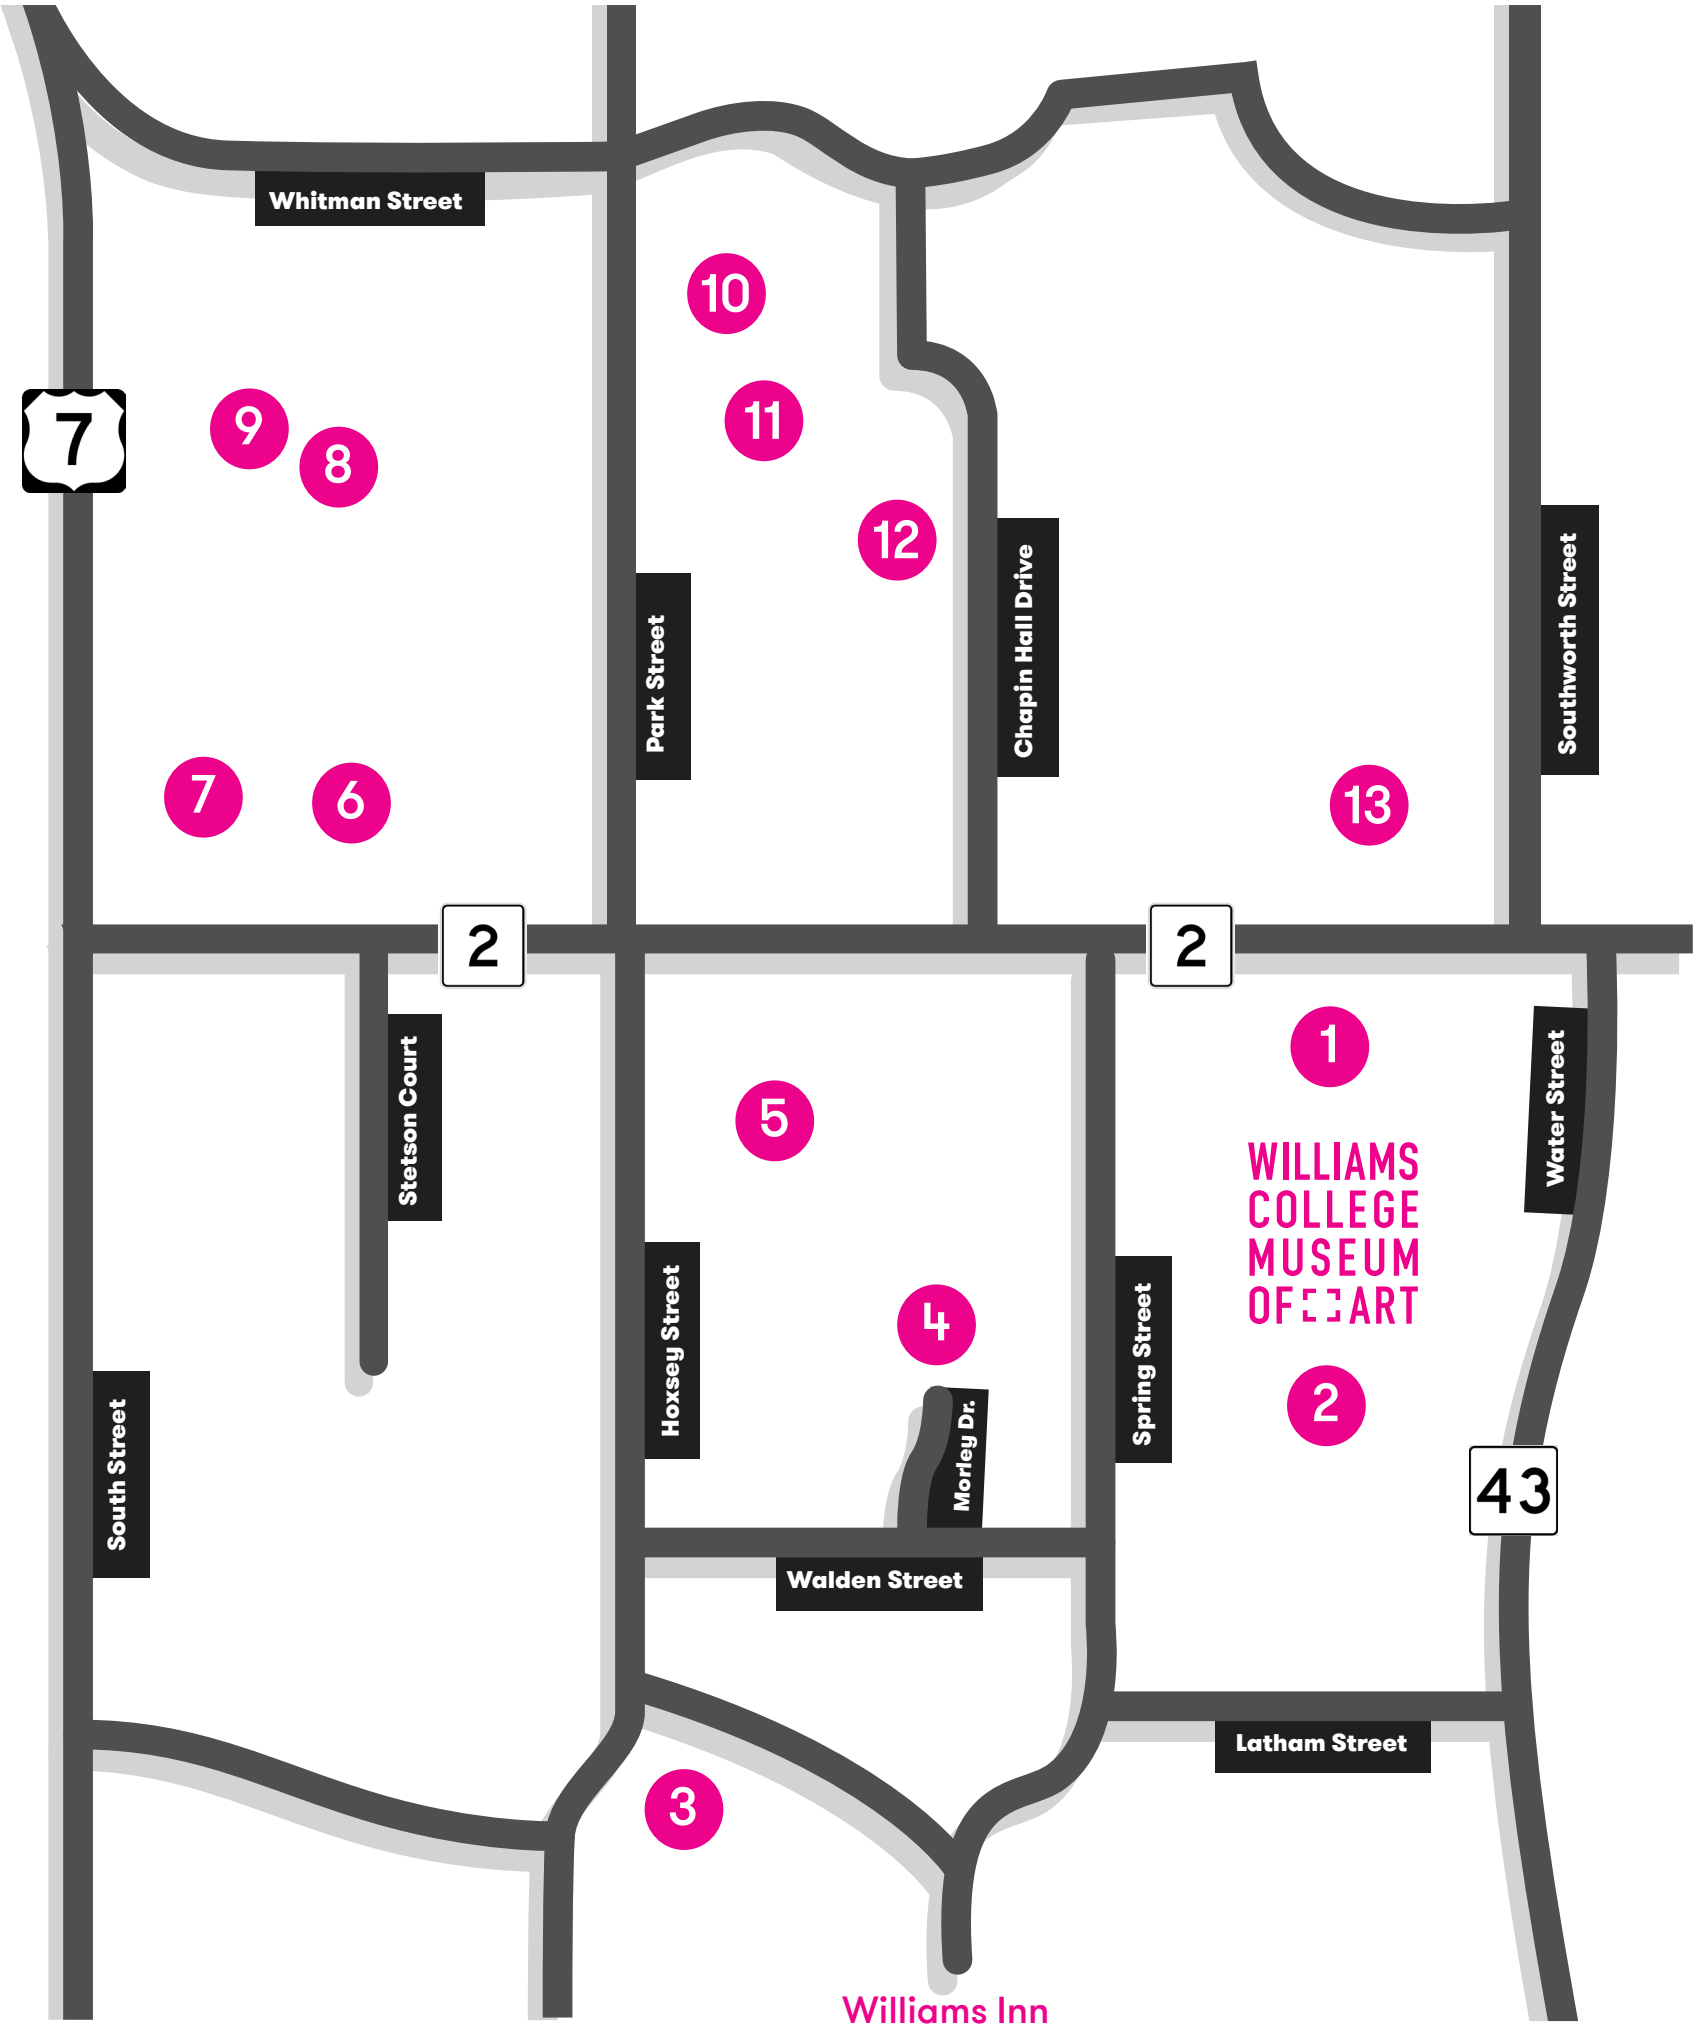 Whitman Street
10
7
9
8
11
12
Park Street
Chapin Hall Drive
Southworth Street
7
6
13
2
2
Stetson Court
1
Water Street
5
WILLIAMS
COLLEGE
MUSEUM
OF ART
Hoxsey Street
4
Spring Street
South Street
Morley Dr.
2
43
Walden Street
Latham Street
3
Williams Inn